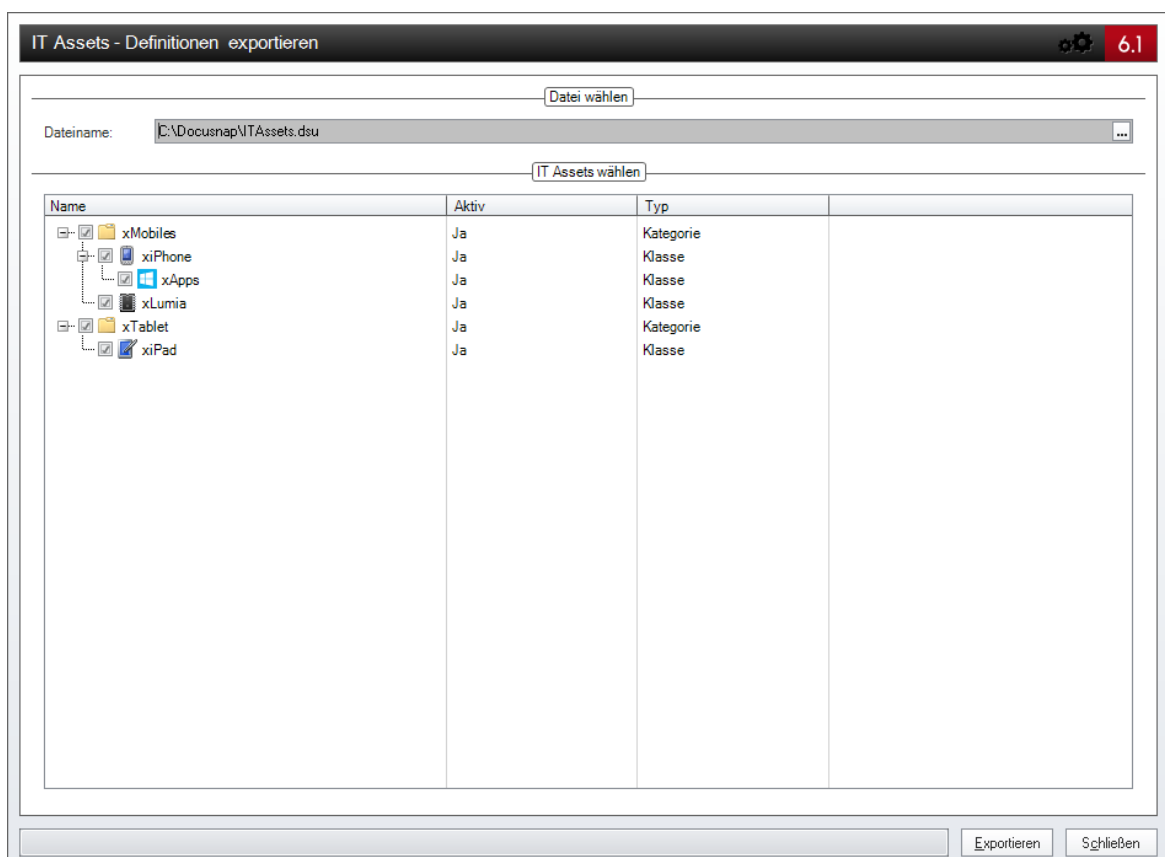 IT Assets - Definitionen exportieren 6.1
Datei wählen
Dateiname: C:\Docusnap\ITAssets.dsu ...
IT Assets wählen
Name Aktiv Typ
xMobiles Ja Kategorie
xiPhone Ja Klasse
xApps Ja Klasse
xLumia Ja Klasse
xTablet Ja Kategorie
xiPad Ja Klasse
Exportieren Schließen